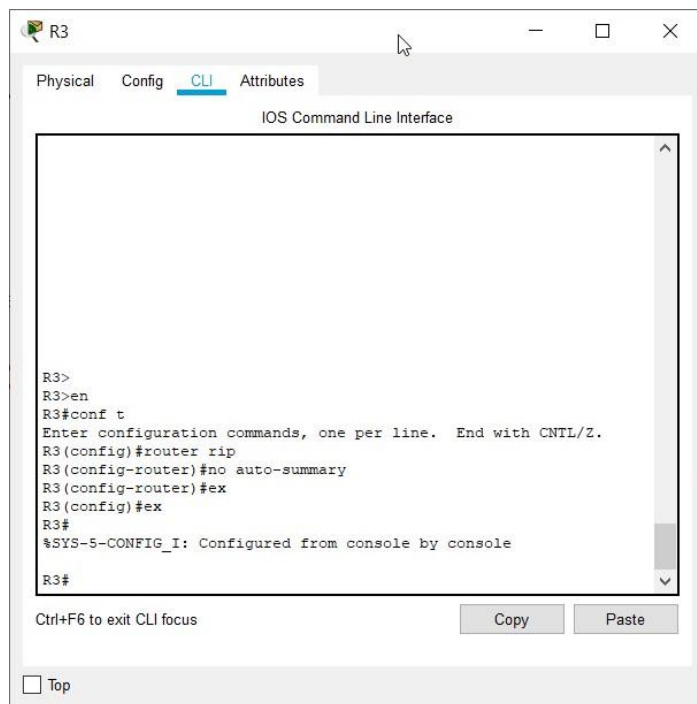 R3
Physical Config CLI Attributes
IOS Command Line Interface
R3>
R3>en
R3#conf t
Enter configuration commands, one per line.  End with CNTL/Z.
R3(config)#router rip
R3(config-router)#no auto-summary
R3(config-router)#ex
R3(config)#ex
R3#
%SYS-5-CONFIG_I: Configured from console by console
R3#
Ctrl+F6 to exit CLI focus
Copy Paste
Top